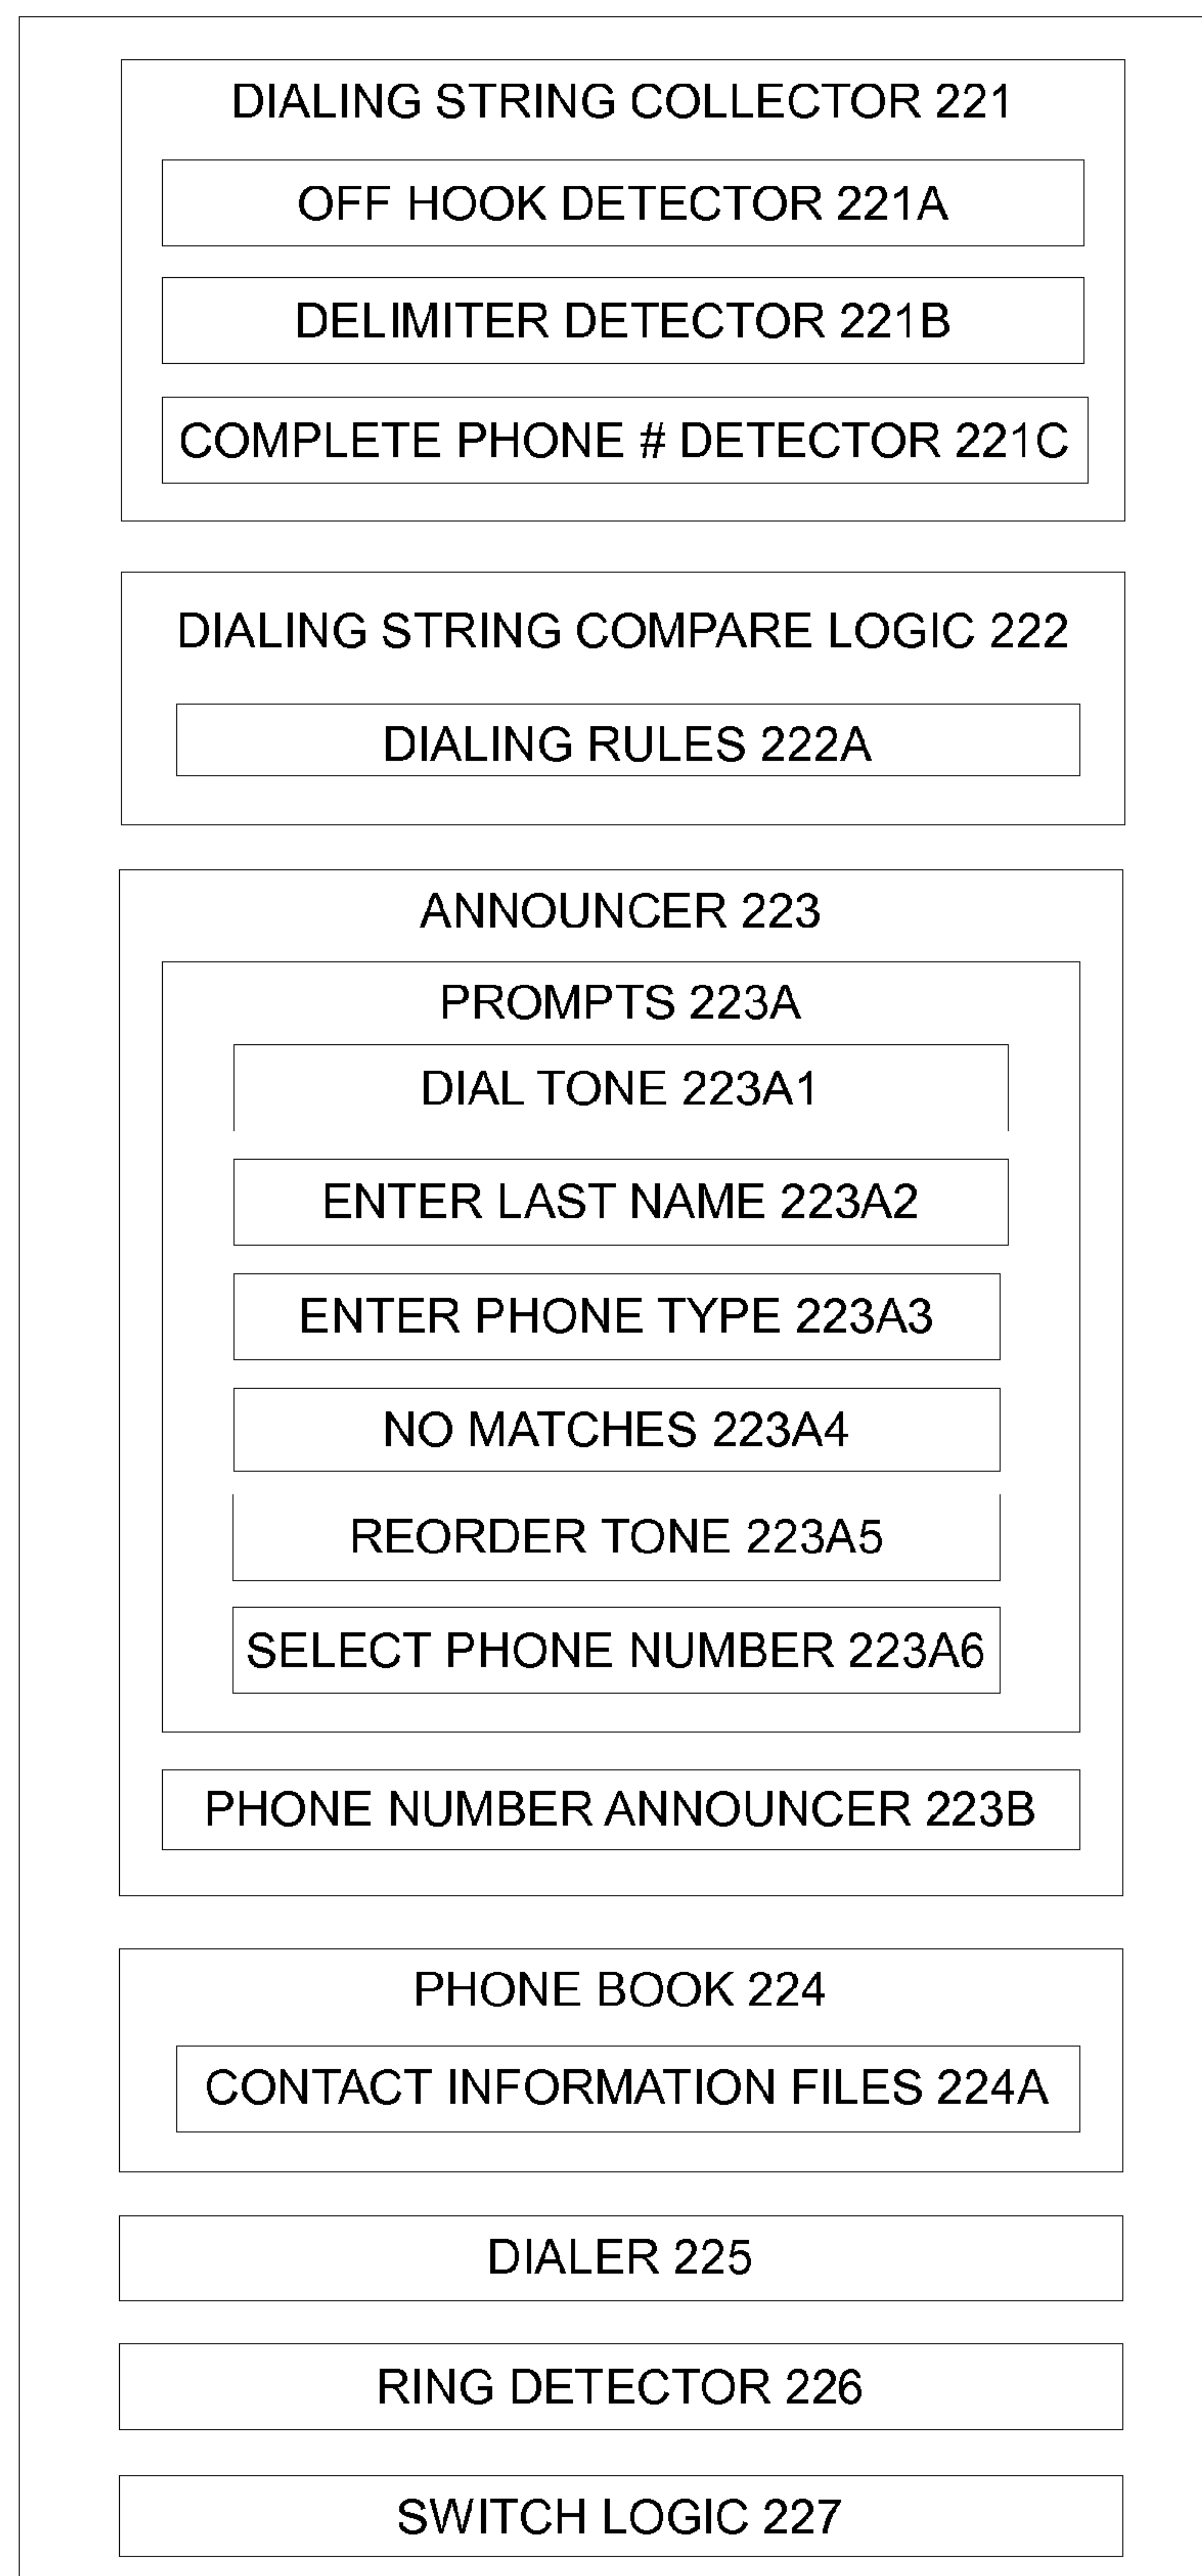 DIALING STRING COLLECTOR 221
OFF HOOK DETECTOR 221A
DELIMITER DETECTOR 221B
COMPLETE PHONE # DETECTOR 221C
DIALING STRING COMPARE LOGIC 222
DIALING RULES 222A
ANNOUNCER 223
PROMPTS 223A
DIAL TONE 223A1
ENTER LAST NAME 223A2
ENTER PHONE TYPE 223A3
NO MATCHES 223A4
REORDER TONE 223A5
SELECT PHONE NUMBER 223A6
PHONE NUMBER ANNOUNCER 223B
PHONE BOOK 224
CONTACT INFORMATION FILES 224A
DIALER 225
RING DETECTOR 226
SWITCH LOGIC 227